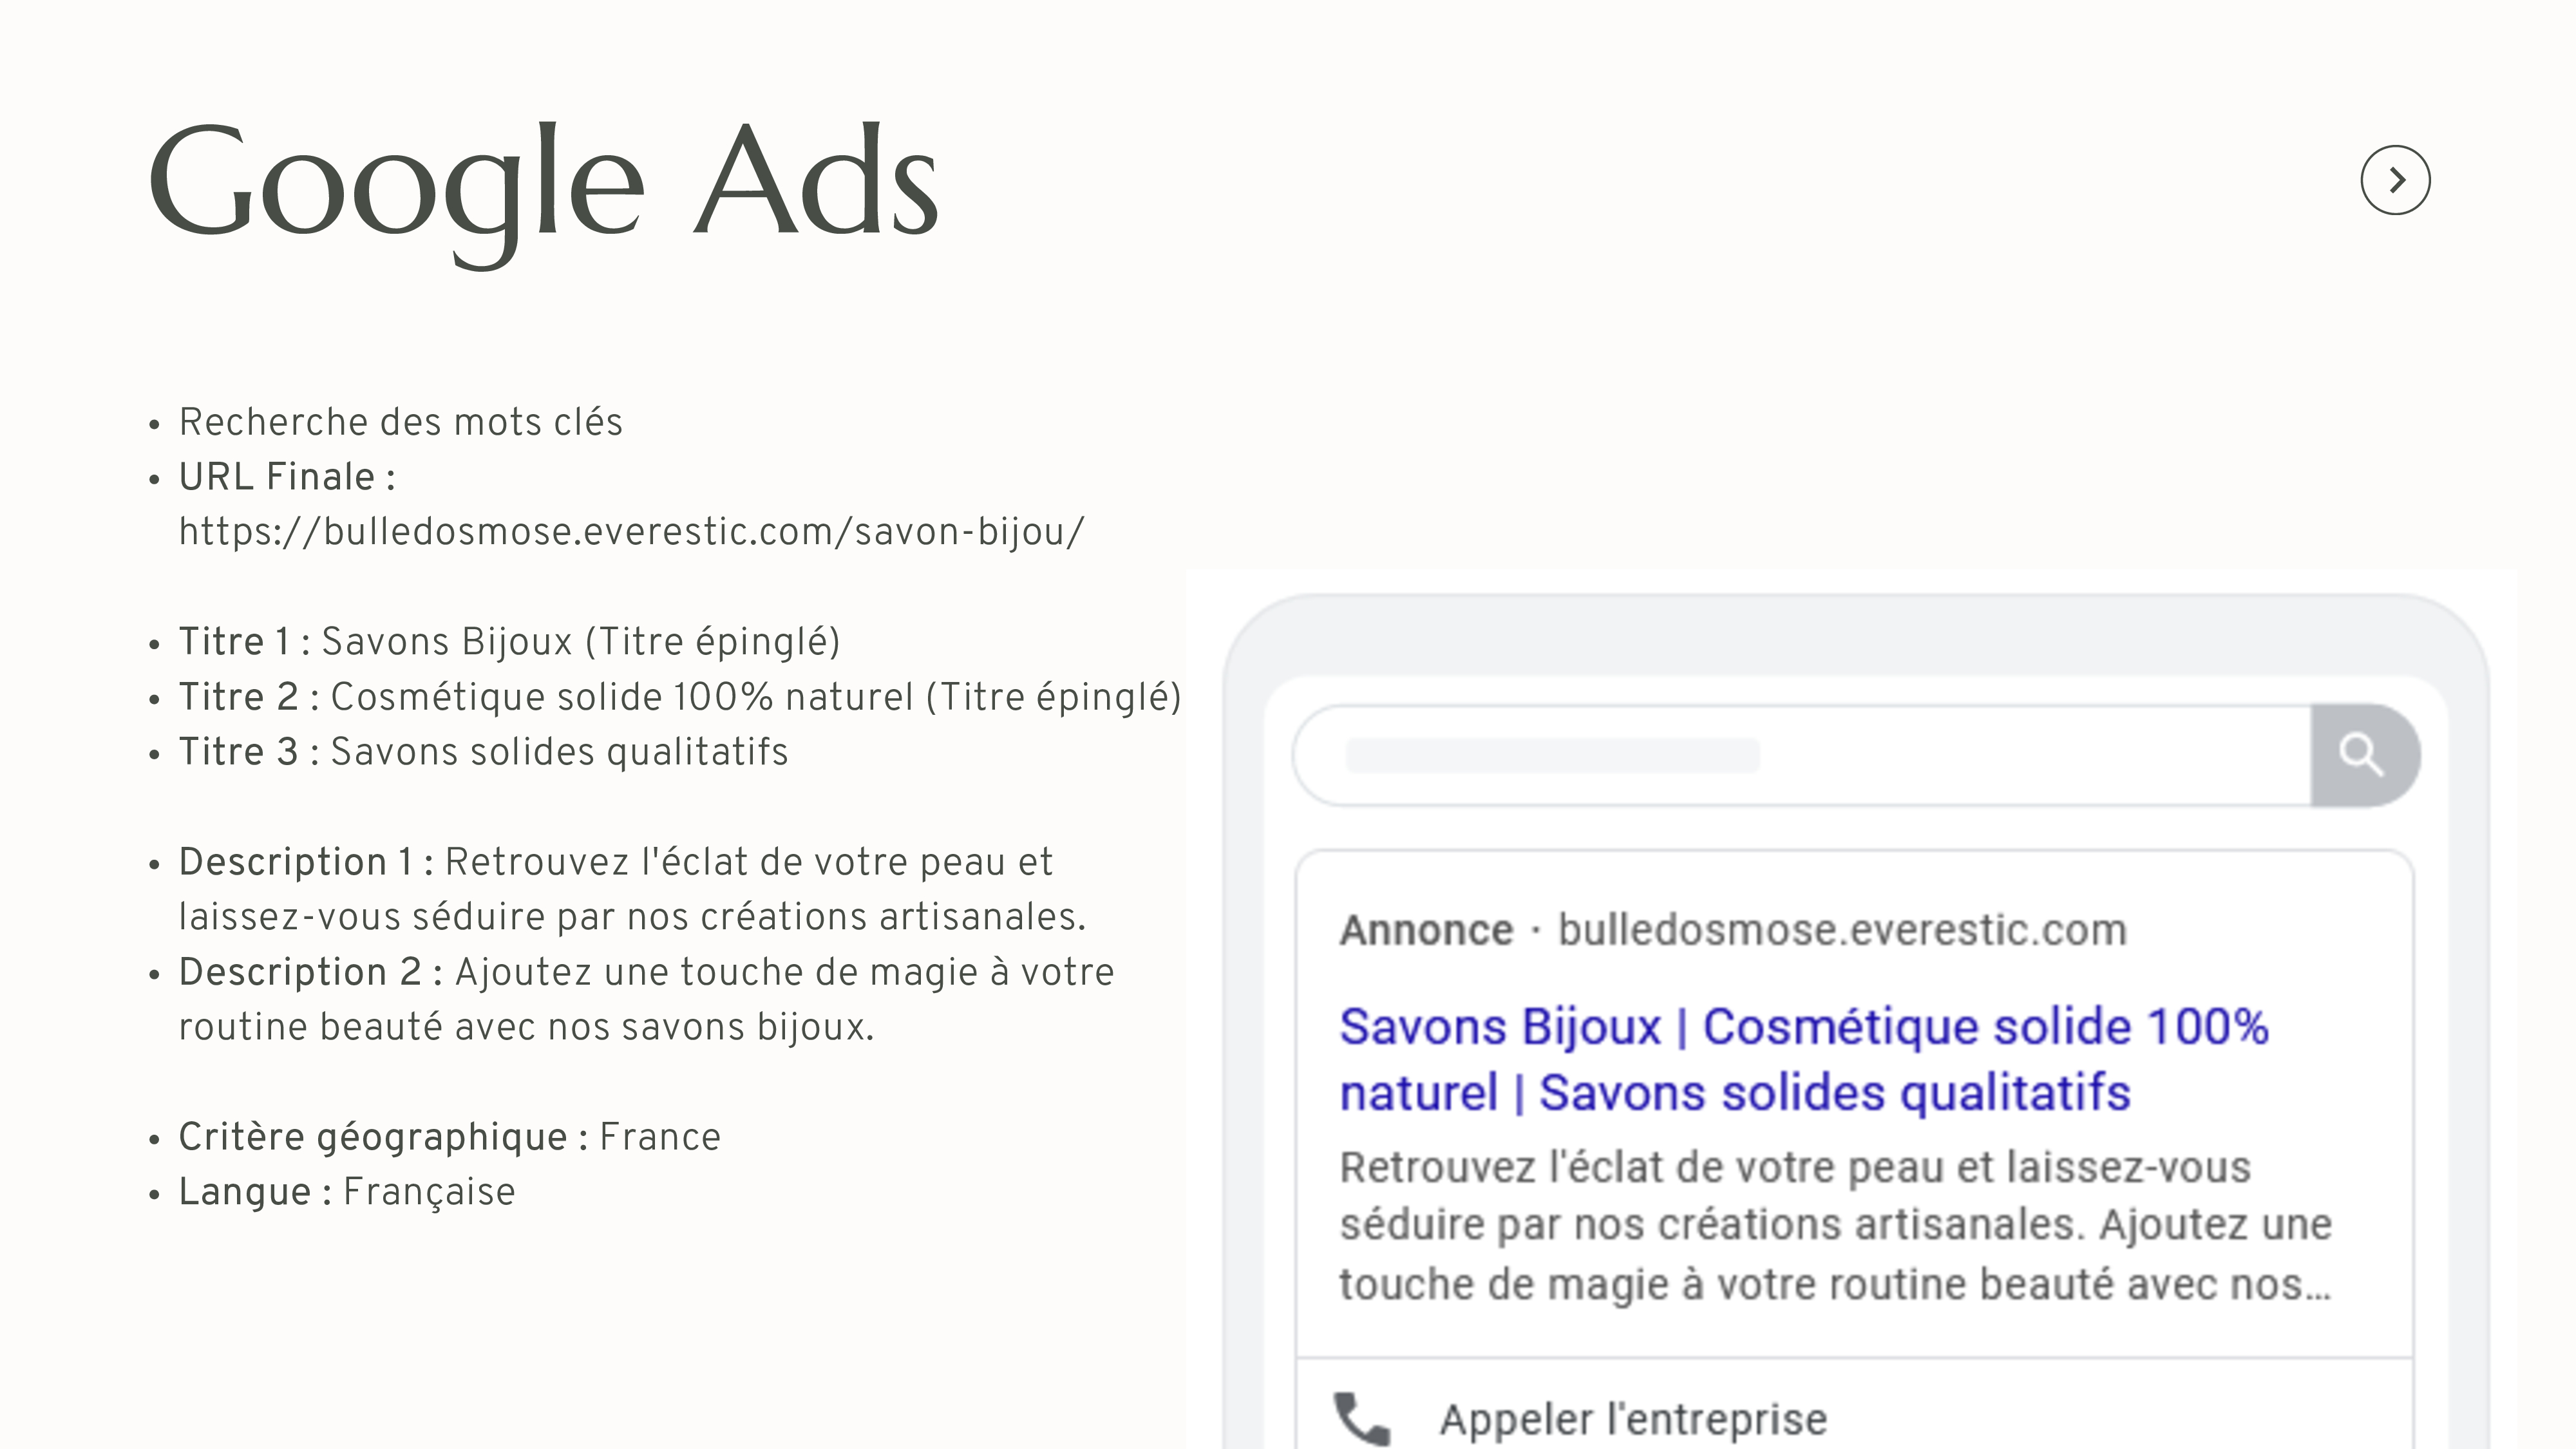 Google Ads
• Recherche des mots clés
• URL Finale :
https://bulledosmose.everestic.com/savon-bijou/
• Titre 1 : Savons Bijoux (Titre épinglé)
• Titre 2 : Cosmétique solide 100% naturel (Titre épinglé)
• Titre 3 : Savons solides qualitatifs
• Description 1 : Retrouvez l'éclat de votre peau et
laissez-vous séduire par nos créations artisanales.
• Description 2 : Ajoutez une touche de magie à votre
routine beauté avec nos savons bijoux.
• Critère géographique : France
• Langue : Française
Annonce · bulledosmose.everestic.com
Savons Bijoux | Cosmétique solide 100%
naturel | Savons solides qualitatifs
Retrouvez l'éclat de votre peau et laissez-vous
séduire par nos créations artisanales. Ajoutez une
touche de magie à votre routine beauté avec nos...
Appeler l'entreprise